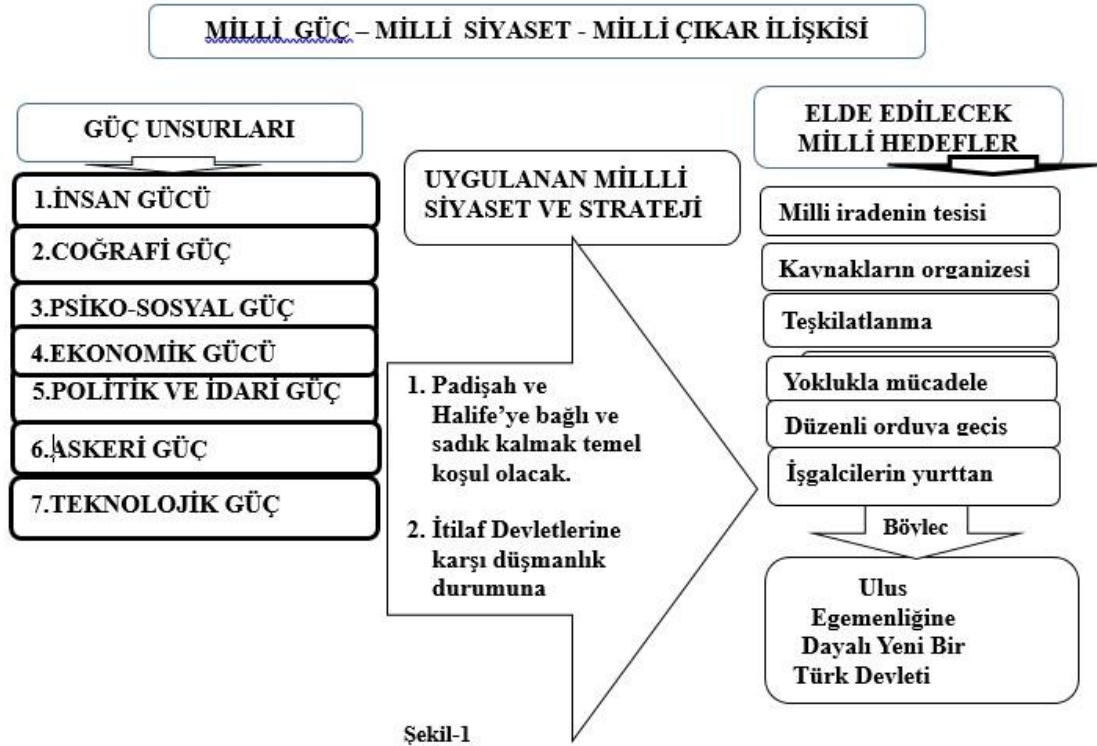 MİLLİ GÜÇ – MİLLİ SİYASET - MİLLİ ÇIKAR İLİŞKİSİ
GÜÇ UNSURLARI
1.İNSAN GÜCÜ
2.COĞRAFİ GÜÇ
3.PSİKO-SOSYAL GÜÇ
4.EKONOMİK GÜCÜ
5.POLİTİK VE İDARİ GÜÇ
6.ASKERİ GÜÇ
7.TEKNOLOJİK GÜÇ
UYGULANAN MİLLLİ
SİYASET VE STRATEJİ
1. Padişah ve
Halife’ye bağlı ve
sadık kalmak temel
koşul olacak.
2. İtilaf Devletlerine
karşı düşmanlık
durumuna
ELDE EDİLECEK
MİLLİ HEDEFLER
Milli iradenin tesisi
Kaynakların organizesi
Teşkilatlanma
Yoklukla mücadele
Düzenli orduya geçiş
İşgalcilerin yurttan
Böylec
Ulus
Egemenliğine
Dayalı Yeni Bir
Türk Devleti
Şekil-1